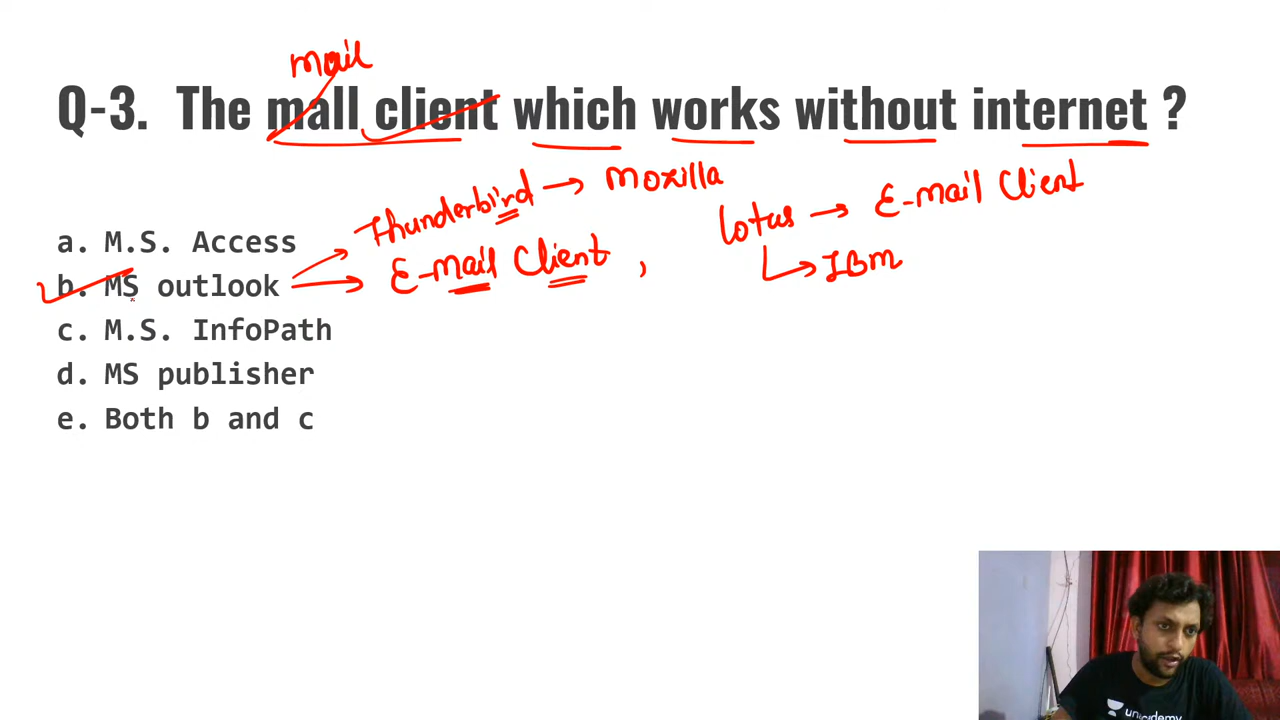 mail
Q-3. The mall client which works without internet ?
Thunderbird → Mozilla
Lotus → E-mail Client
a. M.S. Access
b. MS outlook → E-mail Client ,
↳ IBM
c. M.S. InfoPath
d. MS publisher
e. Both b and c
unacademy